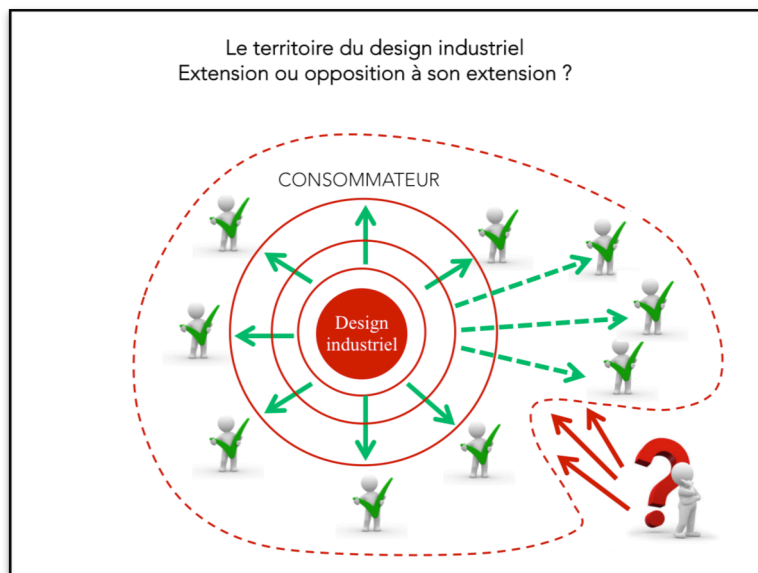 Le territoire du design industriel
Extension ou opposition à son extension ?
CONSOMMATEUR
Design
industriel